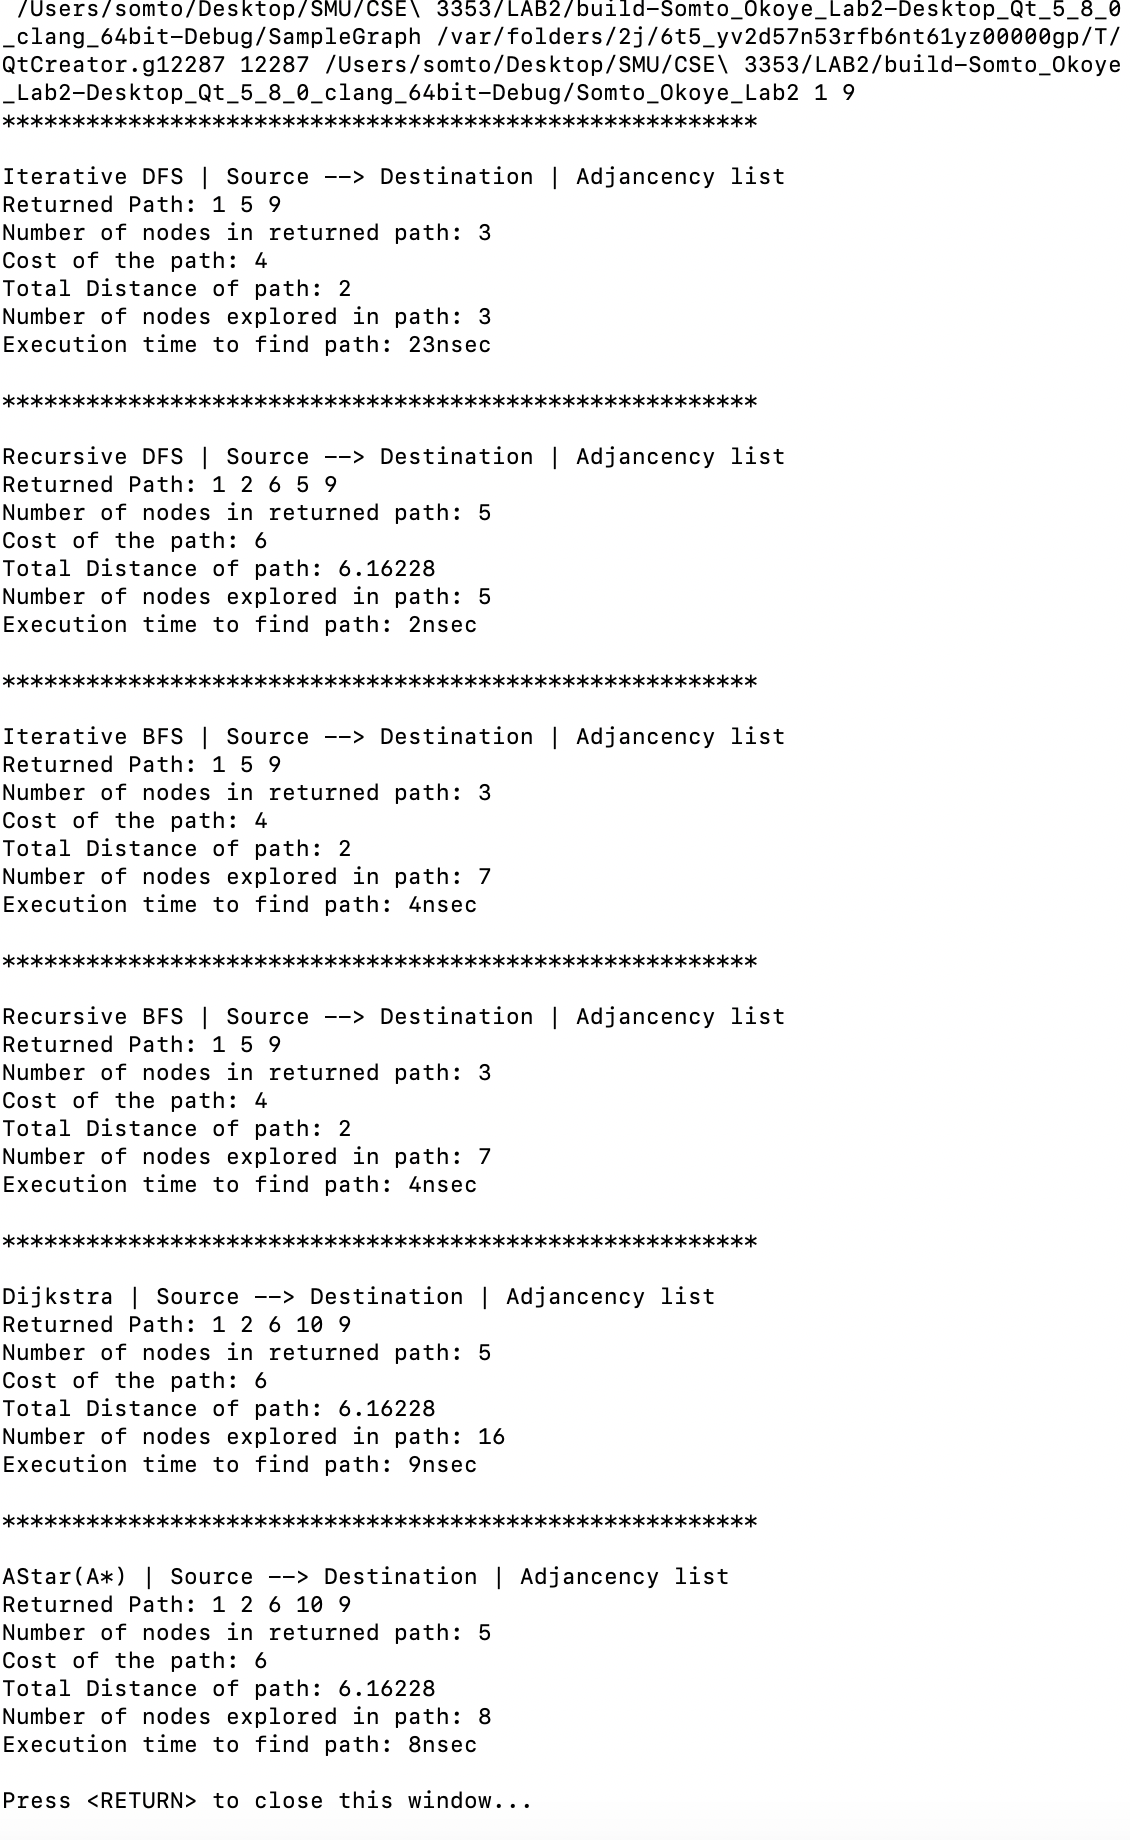 /Users/somto/Desktop/SMU/CSE\ 3353/LAB2/build-Somto_Okoye_Lab2-Desktop_Qt_5_8_0
_clang_64bit-Debug/SampleGraph /var/folders/2j/6t5_yv2d57n53rfb6nt61yz00000gp/T/
QtCreator.g12287 12287 /Users/somto/Desktop/SMU/CSE\ 3353/LAB2/build-Somto_Okoye
_Lab2-Desktop_Qt_5_8_0_clang_64bit-Debug/Somto_Okoye_Lab2 1 9
******************************************************
Iterative DFS | Source --> Destination | Adjancency list
Returned Path: 1 5 9
Number of nodes in returned path: 3
Cost of the path: 4
Total Distance of path: 2
Number of nodes explored in path: 3
Execution time to find path: 23nsec
******************************************************
Recursive DFS | Source --> Destination | Adjancency list
Returned Path: 1 2 6 5 9
Number of nodes in returned path: 5
Cost of the path: 6
Total Distance of path: 6.16228
Number of nodes explored in path: 5
Execution time to find path: 2nsec
******************************************************
Iterative BFS | Source --> Destination | Adjancency list
Returned Path: 1 5 9
Number of nodes in returned path: 3
Cost of the path: 4
Total Distance of path: 2
Number of nodes explored in path: 7
Execution time to find path: 4nsec
******************************************************
Recursive BFS | Source --> Destination | Adjancency list
Returned Path: 1 5 9
Number of nodes in returned path: 3
Cost of the path: 4
Total Distance of path: 2
Number of nodes explored in path: 7
Execution time to find path: 4nsec
******************************************************
Dijkstra | Source --> Destination | Adjancency list
Returned Path: 1 2 6 10 9
Number of nodes in returned path: 5
Cost of the path: 6
Total Distance of path: 6.16228
Number of nodes explored in path: 16
Execution time to find path: 9nsec
******************************************************
AStar(A*) | Source --> Destination | Adjancency list
Returned Path: 1 2 6 10 9
Number of nodes in returned path: 5
Cost of the path: 6
Total Distance of path: 6.16228
Number of nodes explored in path: 8
Execution time to find path: 8nsec
Press <RETURN> to close this window...